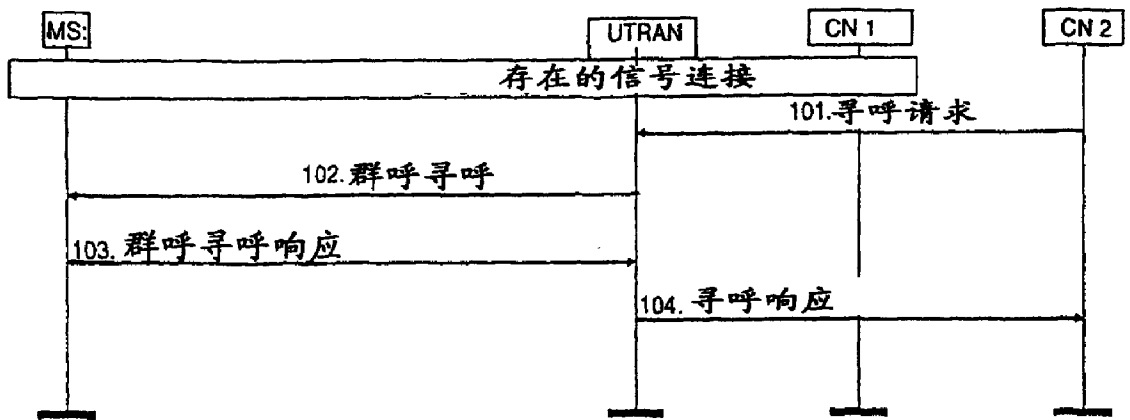 MS:
UTRAN
CN 1
CN 2
存在的信号连接
101.寻呼请求
102.群呼寻呼
103.群呼寻呼响应
104.寻呼响应